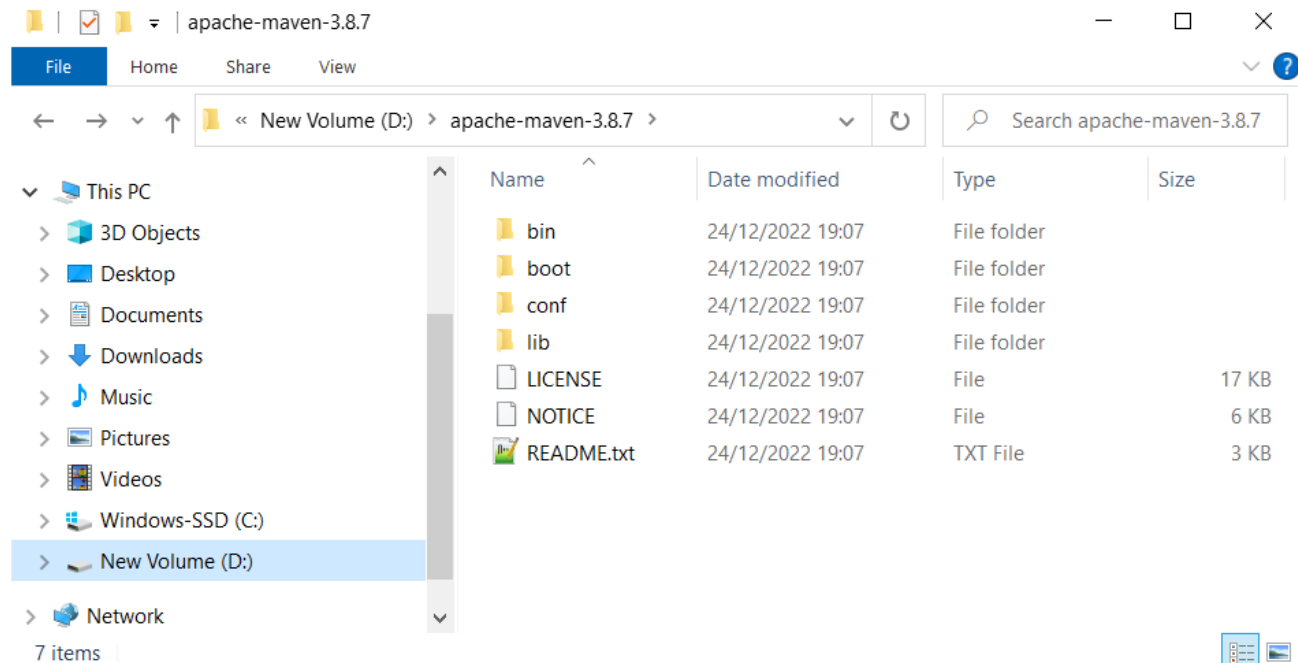 apache-maven-3.8.7
File Home Share View
« New Volume (D:) > apache-maven-3.8.7 > Search apache-maven-3.8.7
This PC
3D Objects
Desktop
Documents
Downloads
Music
Pictures
Videos
Windows-SSD (C:)
New Volume (D:)
Network
Name Date modified Type Size
bin 24/12/2022 19:07 File folder
boot 24/12/2022 19:07 File folder
conf 24/12/2022 19:07 File folder
lib 24/12/2022 19:07 File folder
LICENSE 24/12/2022 19:07 File 17 KB
NOTICE 24/12/2022 19:07 File 6 KB
README.txt 24/12/2022 19:07 TXT File 3 KB
7 items